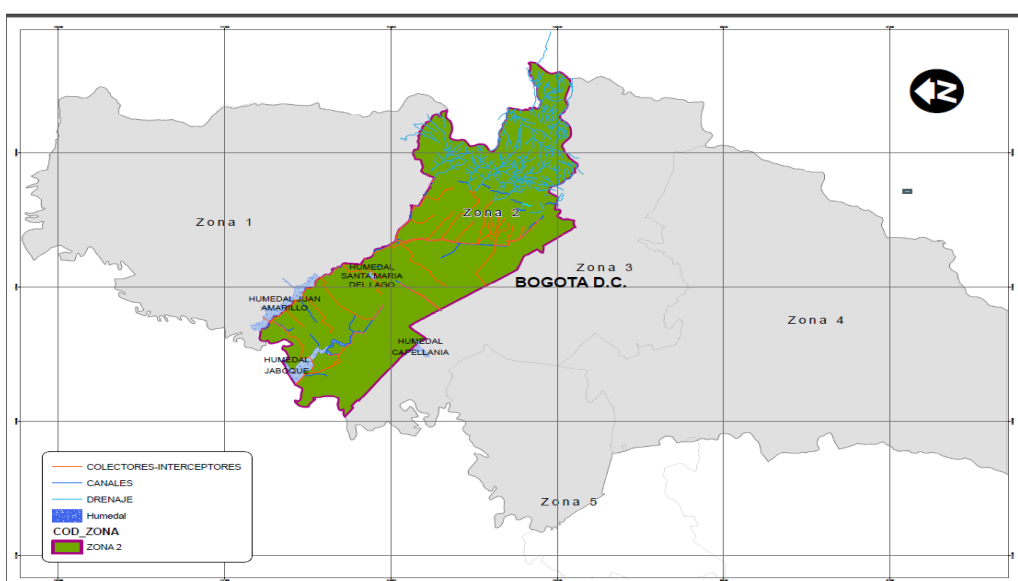 N
Zona 1
Zona 2
HUMEDAL
SANTA MARIA
DEL LAGO
Zona 3
BOGOTA D.C.
HUMEDAL JUAN
AMARILLO
Zona 4
HUMEDAL
CAPELLANIA
HUMEDAL
JABOQUE
Zona 5
COLECTORES-INTERCEPTORES
CANALES
DRENAJE
Humedal
COD_ZONA
ZONA 2